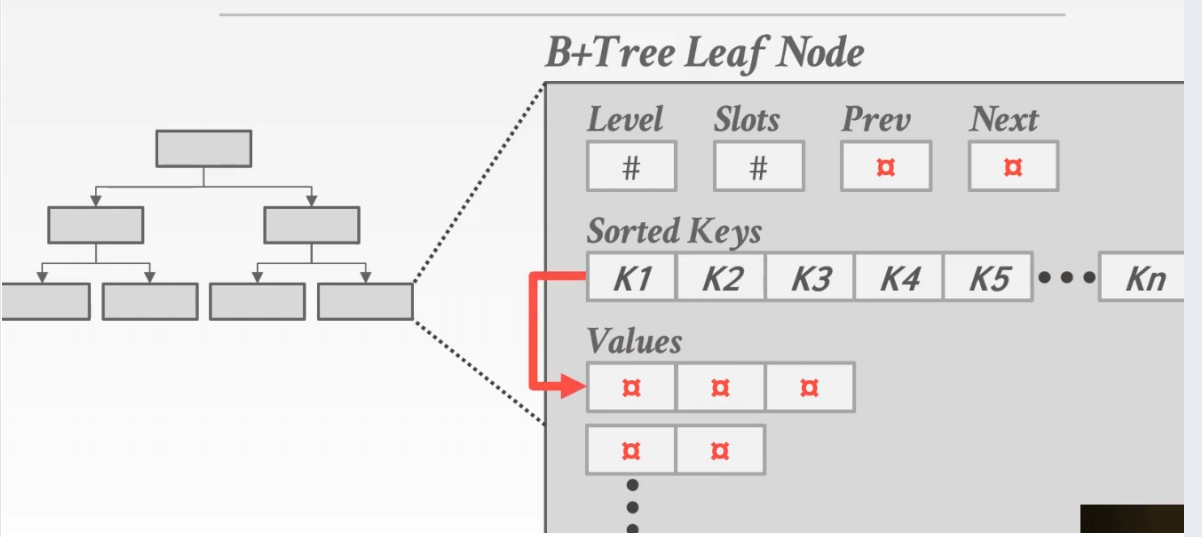 B+Tree Leaf Node
Level Slots Prev Next
# # ¤ ¤
Sorted Keys
K1 K2 K3 K4 K5 ••• Kn
Values
¤ ¤ ¤
¤ ¤